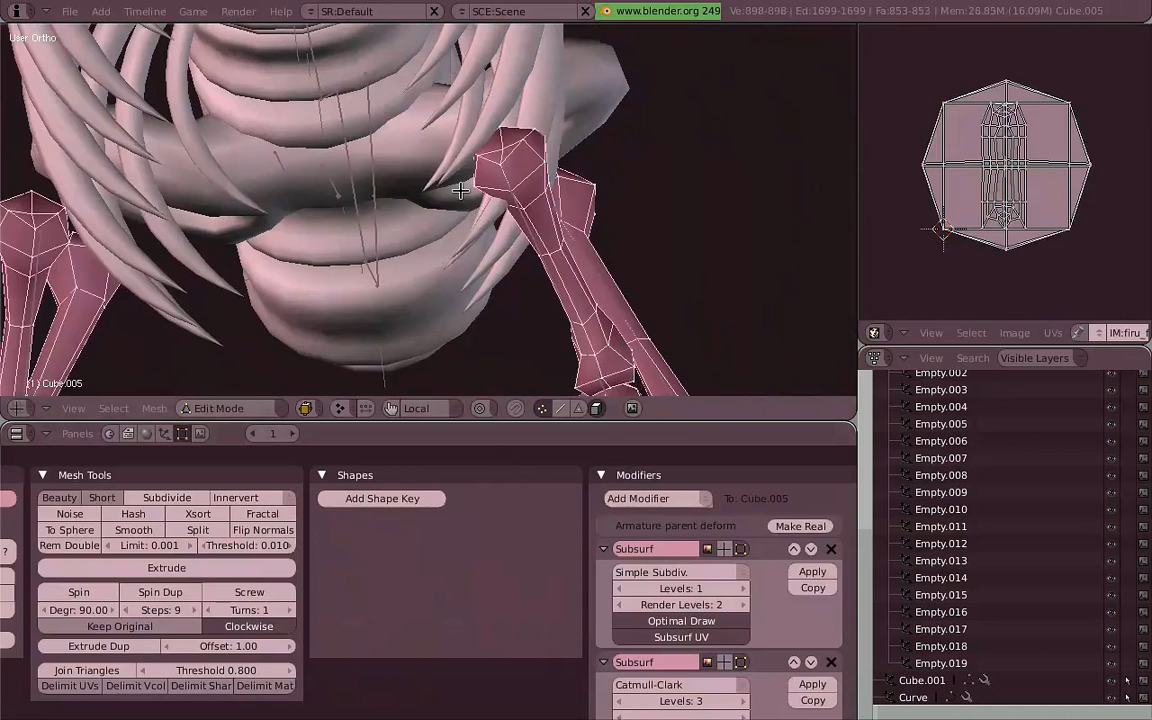 File Add Timeline Game Render Help SR:Default SCE:Scene www.blender.org 249 Ve:898-898 | Ed:1699-1699 | Fa:853-853 | Mem:26.85M (16.09M) Cube.005
User Ortho
(1) Cube.005
View Select Image UVs IM:firu_f
View Search Visible Layers
View Select Mesh Edit Mode Local
Panels 1
Mesh Tools
Beauty Short Subdivide Innervert
Noise Hash Xsort Fractal
To Sphere Smooth Split Flip Normals
Rem Double Limit: 0.001 Threshold: 0.010
Extrude
Spin Spin Dup Screw
Degr: 90.00 Steps: 9 Turns: 1
Keep Original Clockwise
Extrude Dup Offset: 1.00
Join Triangles Threshold 0.800
Delimit UVs Delimit Vcol Delimit Shar Delimit Mat
?
Shapes
Add Shape Key
Modifiers
Add Modifier To: Cube.005
Armature parent deform Make Real
Subsurf
Simple Subdiv. Apply
Levels: 1 Copy
Render Levels: 2
Optimal Draw
Subsurf UV
Subsurf
Catmull-Clark Apply
Levels: 3 Copy
Empty.002
Empty.003
Empty.004
Empty.005
Empty.006
Empty.007
Empty.008
Empty.009
Empty.010
Empty.011
Empty.012
Empty.013
Empty.014
Empty.015
Empty.016
Empty.017
Empty.018
Empty.019
Cube.001
Curve